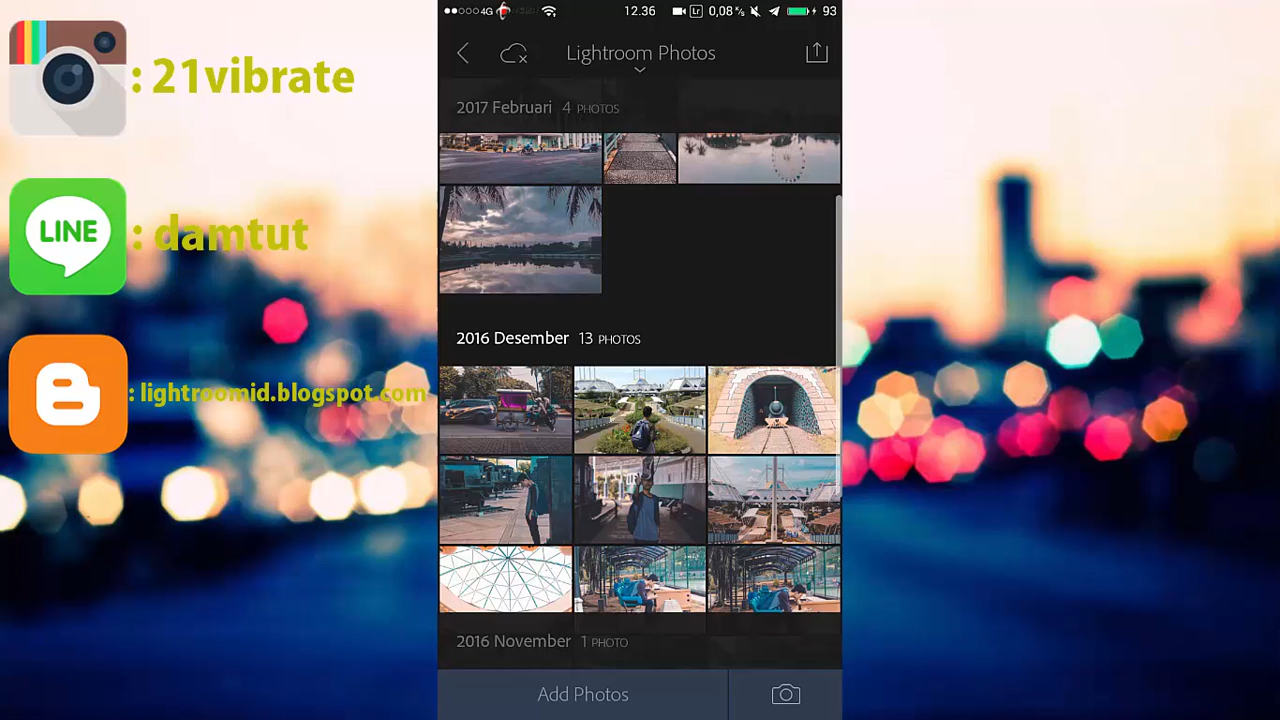 : 21vibrate
LINE
: damtut
: lightroomid.blogspot.com
4G 12.36 Lr 0,08 K/s 93
Lightroom Photos
2017 Februari 4 PHOTOS
2016 Desember 13 PHOTOS
2016 November 1 PHOTO
Add Photos